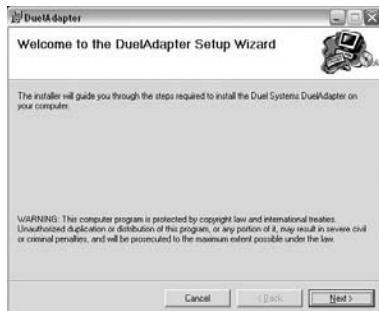 DuelAdapter
Welcome to the DuelAdapter Setup Wizard
The installer will guide you through the steps required to install the Duel Systems DuelAdapter on
your computer.
WARNING: This computer program is protected by copyright law and international treaties.
Unauthorized duplication or distribution of this program, or any portion of it, may result in severe civil
or criminal penalties, and will be prosecuted to the maximum extent possible under the law.
Cancel
< Back
Next >